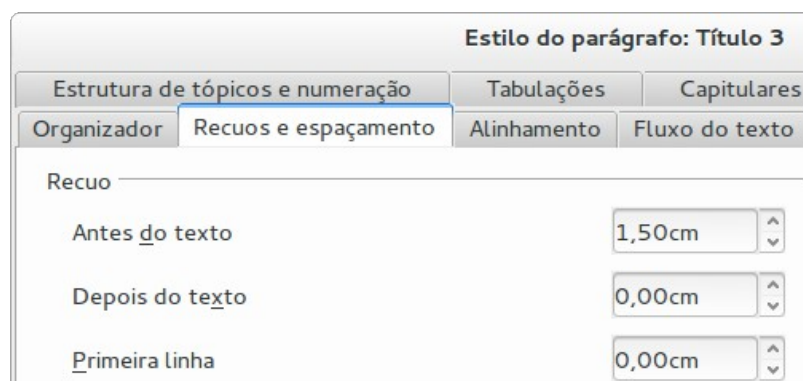 Estilo do parágrafo: Título 3
Estrutura de tópicos e numeração Tabulações Capitulares
Organizador Recuos e espaçamento Alinhamento Fluxo do texto
Recuo
Antes do texto 1,50cm
Depois do texto 0,00cm
Primeira linha 0,00cm